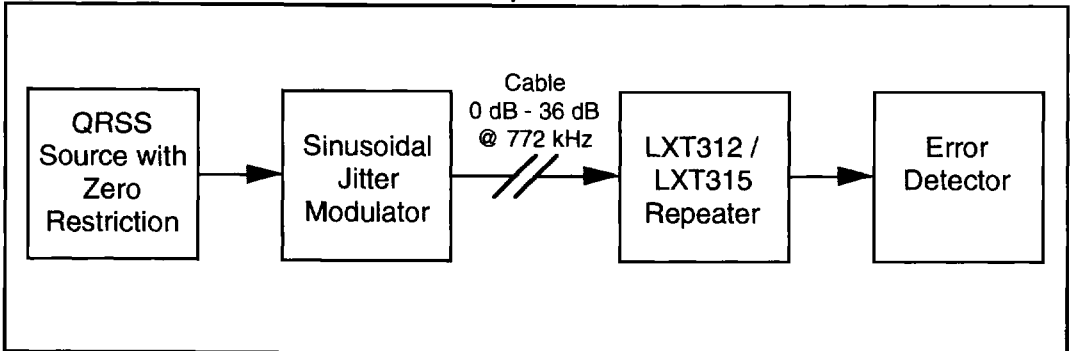 QRSS
Source with
Zero
Restriction
Sinusoidal
Jitter
Modulator
Cable
0 dB - 36 dB
@ 772 kHz
LXT312 /
LXT315
Repeater
Error
Detector